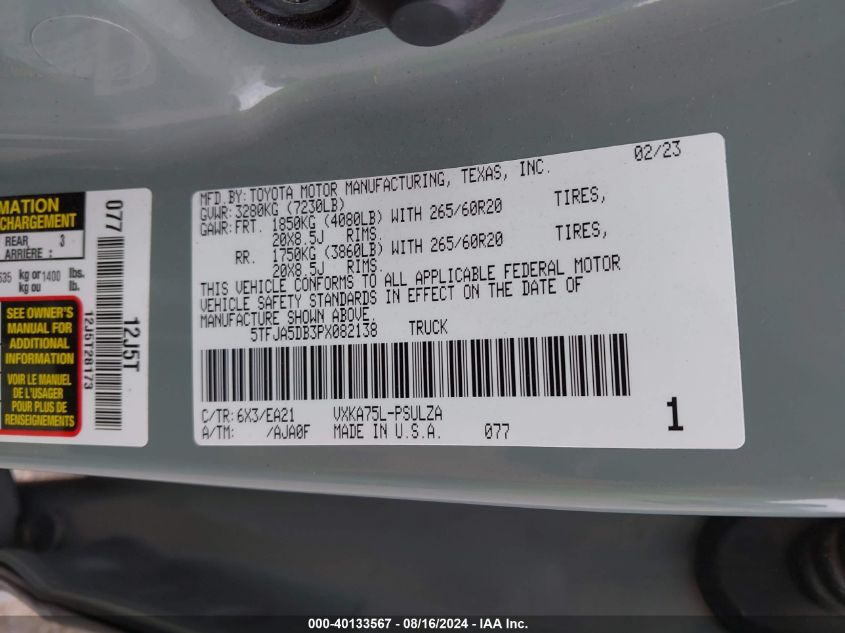 MFD.BY:TOYOTA MOTOR MANUFACTURING, TEXAS, INC. 02/23
GVWR: 3280KG (7230LB)
GAWR: FRT. 1850KG (4080LB) WITH 265/60R20 TIRES,
20X8.5J RIMS
RR. 1750KG (3860LB) WITH 265/60R20 TIRES,
20X8.5J RIMS.
THIS VEHICLE CONFORMS TO ALL APPLICABLE FEDERAL MOTOR
VEHICLE SAFETY STANDARDS IN EFFECT ON THE DATE OF
MANUFACTURE SHOWN ABOVE.
5TFJA5DB3PX082138 TRUCK
C/TR:6X3/EA21 VXKA75L-PSULZA
A/TM: /AJA0F MADE IN U.S.A. 077
1
MATION
CHARGEMENT
REAR 3
ARRIÈRE :
635 kg or 1400 lbs.
kg ou lb.
SEE OWNER'S
MANUAL FOR
ADDITIONAL
INFORMATION
VOIR LE MANUEL
DE L'USAGER
POUR PLUS DE
RENSEIGNEMENTS
077
12J5T
12J5T28173
000-40133567 - 08/16/2024 - IAA Inc.